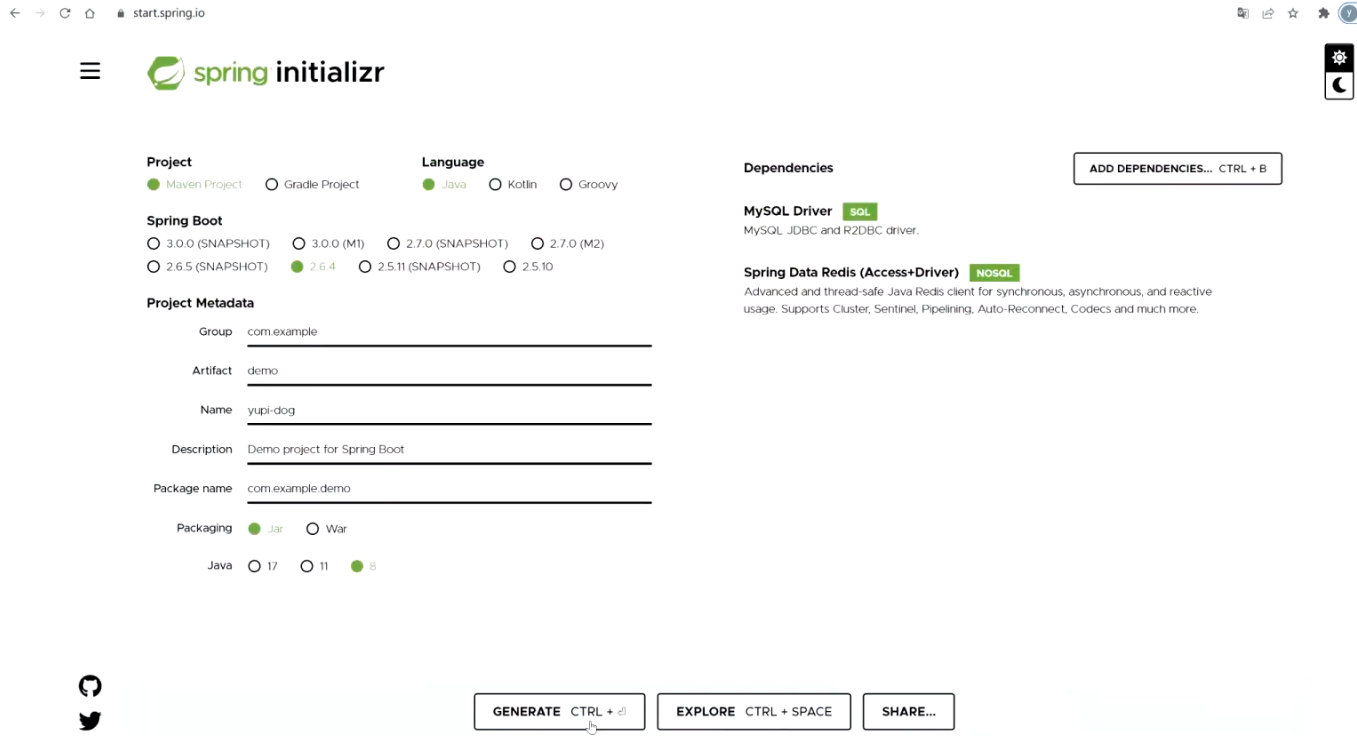 start.spring.io
y
spring initializr
Project
Maven Project Gradle Project
Language
Java Kotlin Groovy
Spring Boot
3.0.0 (SNAPSHOT) 3.0.0 (M1) 2.7.0 (SNAPSHOT) 2.7.0 (M2)
2.6.5 (SNAPSHOT) 2.6.4 2.5.11 (SNAPSHOT) 2.5.10
Project Metadata
Group com.example
Artifact demo
Name yupi-dog
Description Demo project for Spring Boot
Package name com.example.demo
Packaging Jar War
Java 17 11 8
Dependencies
ADD DEPENDENCIES... CTRL + B
MySQL Driver SQL
MySQL JDBC and R2DBC driver.
Spring Data Redis (Access+Driver) NOSQL
Advanced and thread-safe Java Redis client for synchronous, asynchronous, and reactive
usage. Supports Cluster, Sentinel, Pipelining, Auto-Reconnect, Codecs and much more.
GENERATE CTRL + ⏎
EXPLORE CTRL + SPACE
SHARE...